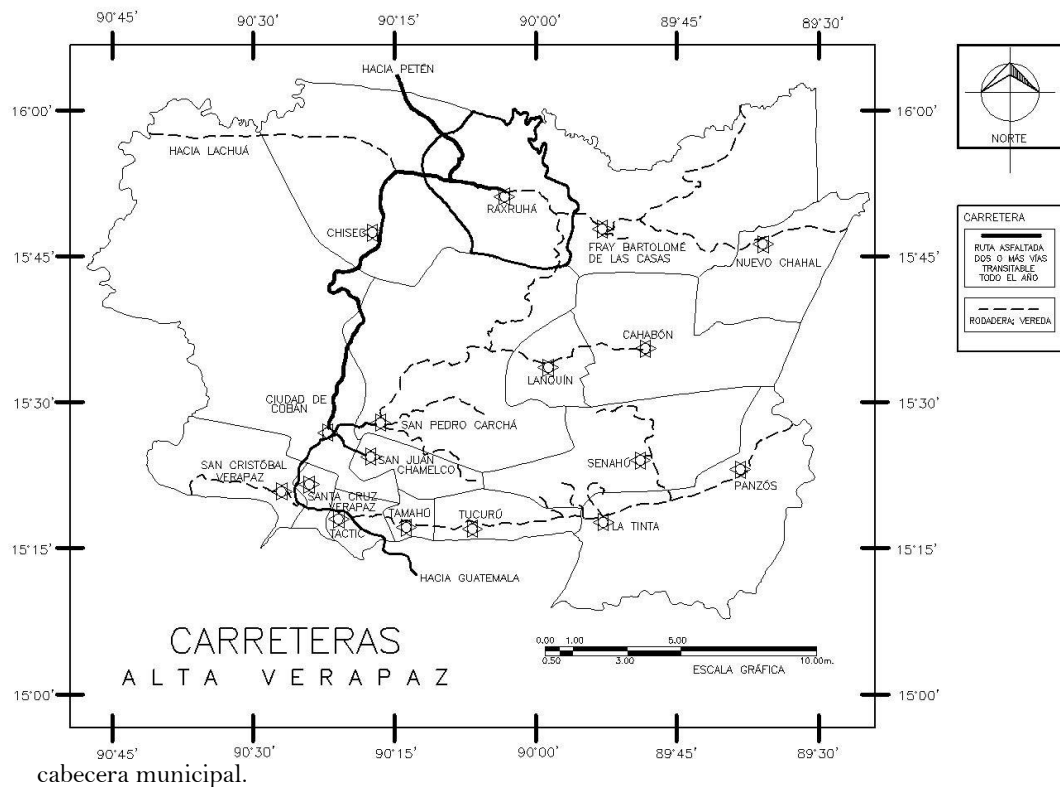 90°45' 90°30' 90°15' 90°00' 89°45' 89°30'
HACIA PETÉN
16°00' 16°00'
NORTE
HACIA LACHUÁ
RAXRUHÁ
CARRETERA
CHISEC
FRAY BARTOLOMÉ
DE LAS CASAS
NUEVO CHAHAL
RUTA ASFALTADA
DOS O MÁS VÍAS
TRANSITABLE
TODO EL AÑO
15°45' 15°45'
RODADERA; VEREDA
CAHABÓN
LANQUÍN
CIUDAD DE
COBÁN
15°30' 15°30'
SAN PEDRO CARCHÁ
SAN JUAN
CHAMELCO
SENAHÚ
SAN CRISTÓBAL
VERAPAZ
PANZÓS
SANTA CRUZ
VERAPAZ
TACTIC
TAMAHÚ
TUCURÚ
LA TINTA
15°15' 15°15'
HACIA GUATEMALA
CARRETERAS
ALTA VERAPAZ
0.00 1.00 5.00
0.50 3.00 10.00m.
ESCALA GRÁFICA
15°00' 15°00'
90°45' 90°30' 90°15' 90°00' 89°45' 89°30'
cabecera municipal.